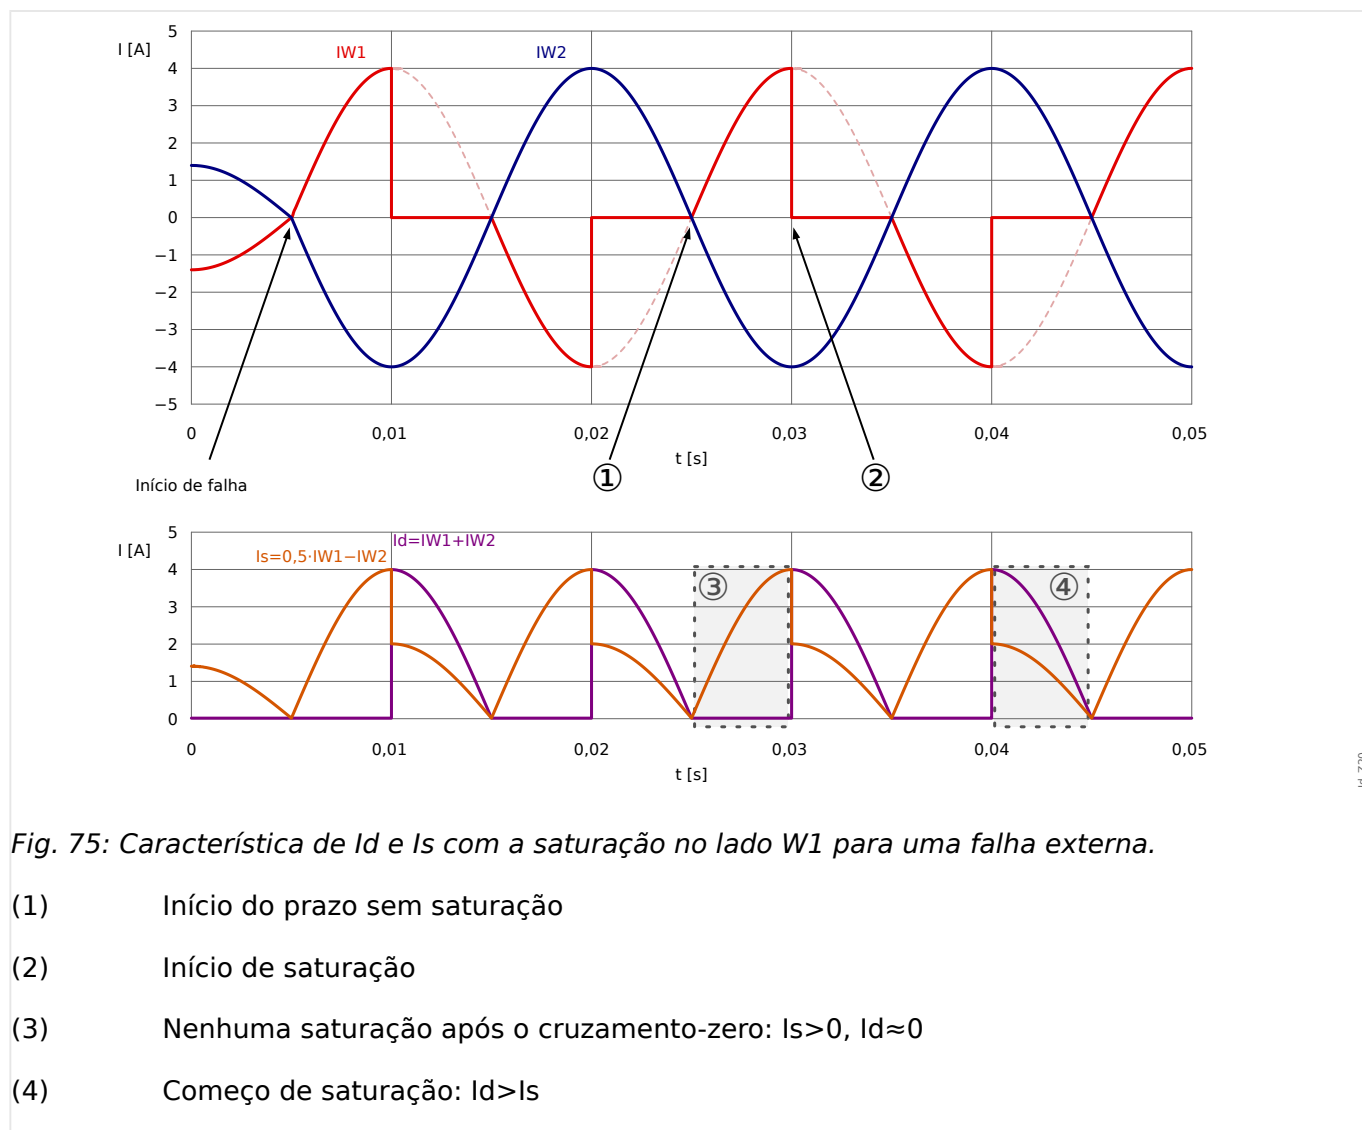 I [A]
IW1
IW2
5
4
3
2
1
0
−1
−2
−3
−4
−5
0
0,01
0,02
0,03
0,04
0,05
t [s]
Início de falha
①
②
I [A]
Is=0,5·IW1−IW2
Id=IW1+IW2
5
4
3
2
1
0
③
④
0
0,01
0,02
0,03
0,04
0,05
t [s]
Fig. 75: Característica de Id e Is com a saturação no lado W1 para uma falha externa.
(1) Início do prazo sem saturação
(2) Início de saturação
(3) Nenhuma saturação após o cruzamento-zero: Is>0, Id≈0
(4) Começo de saturação: Id>Is